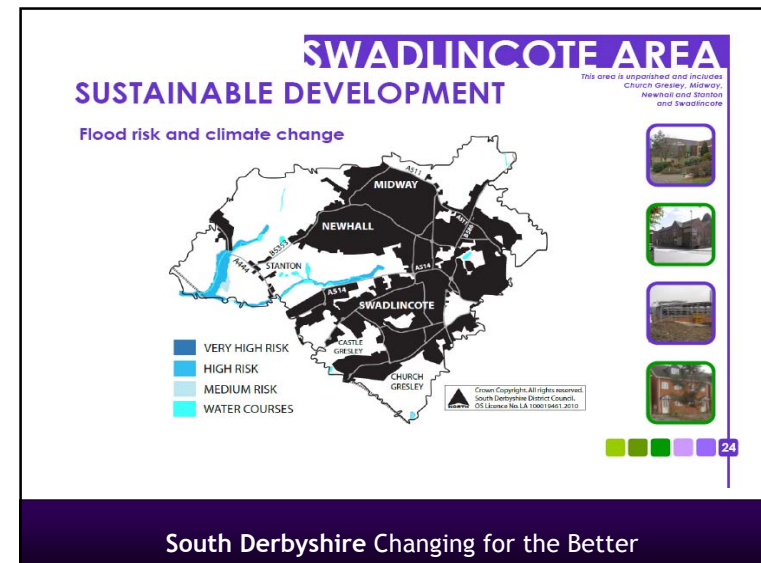 SWADLINCOTE AREA
This area is unparished and includes
Church Gresley, Midway,
Newhall and Stanton
and Swadlincote
SUSTAINABLE DEVELOPMENT
Flood risk and climate change
A511
MIDWAY
A511
NEWHALL
B5353
STANTON
A444
A514
A514
SWADLINCOTE
CASTLE
GRESLEY
CHURCH
GRESLEY
VERY HIGH RISK
HIGH RISK
MEDIUM RISK
WATER COURSES
NORTH
Crown Copyright. All rights reserved.
South Derbyshire District Council.
OS Licence No. LA 100019461.2010
24
South Derbyshire Changing for the Better